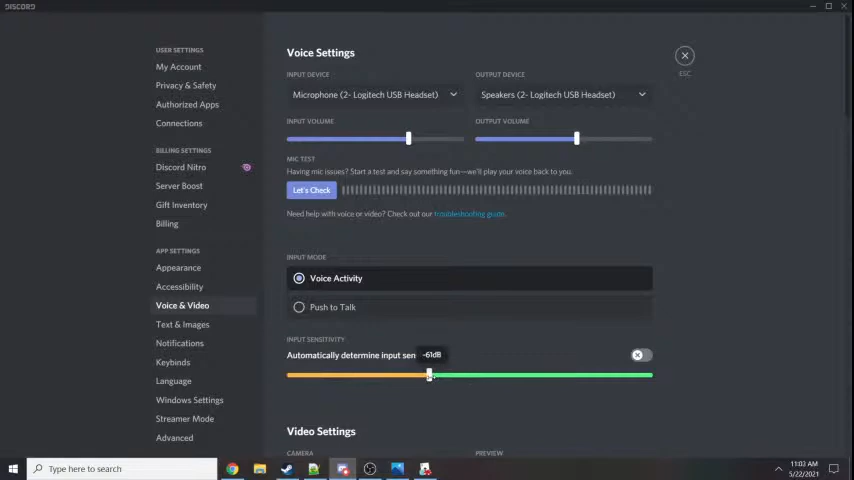 DISCORD
USER SETTINGS
My Account
Privacy & Safety
Authorized Apps
Connections
BILLING SETTINGS
Discord Nitro
Server Boost
Gift Inventory
Billing
APP SETTINGS
Appearance
Accessibility
Voice & Video
Text & Images
Notifications
Keybinds
Language
Windows Settings
Streamer Mode
Advanced
Voice Settings
ESC
INPUT DEVICE
OUTPUT DEVICE
Microphone (2- Logitech USB Headset)
Speakers (2- Logitech USB Headset)
INPUT VOLUME
OUTPUT VOLUME
MIC TEST
Having mic issues? Start a test and say something fun—we'll play your voice back to you.
Let's Check
Need help with voice or video? Check out our troubleshooting guide.
INPUT MODE
Voice Activity
Push to Talk
INPUT SENSITIVITY
Automatically determine input sen
-61dB
Video Settings
CAMERA
PREVIEW
Type here to search
11:03 AM
5/22/2021